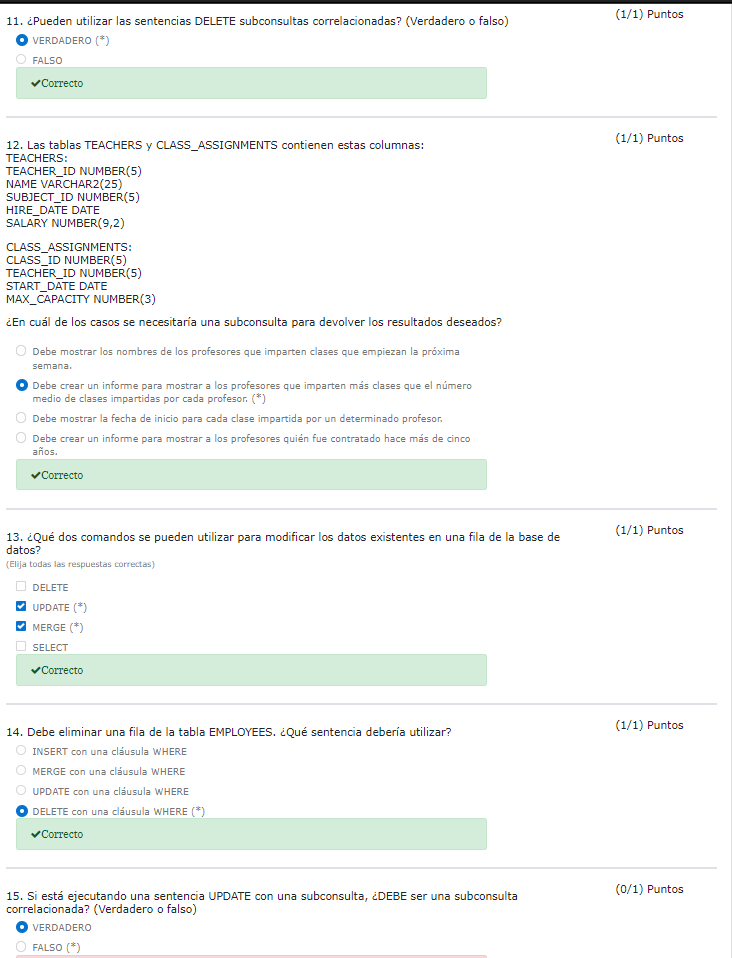 11. ¿Pueden utilizar las sentencias DELETE subconsultas correlacionadas? (Verdadero o falso)
(1/1) Puntos
VERDADERO (*)
FALSO
✔Correcto
12. Las tablas TEACHERS y CLASS_ASSIGNMENTS contienen estas columnas:
(1/1) Puntos
TEACHERS:
TEACHER_ID NUMBER(5)
NAME VARCHAR2(25)
SUBJECT_ID NUMBER(5)
HIRE_DATE DATE
SALARY NUMBER(9,2)
CLASS_ASSIGNMENTS:
CLASS_ID NUMBER(5)
TEACHER_ID NUMBER(5)
START_DATE DATE
MAX_CAPACITY NUMBER(3)
¿En cuál de los casos se necesitaría una subconsulta para devolver los resultados deseados?
Debe mostrar los nombres de los profesores que imparten clases que empiezan la próxima
semana.
Debe crear un informe para mostrar a los profesores que imparten más clases que el número
medio de clases impartidas por cada profesor. (*)
Debe mostrar la fecha de inicio para cada clase impartida por un determinado profesor.
Debe crear un informe para mostrar a los profesores quién fue contratado hace más de cinco
años.
✔Correcto
13. ¿Qué dos comandos se pueden utilizar para modificar los datos existentes en una fila de la base de
datos?
(1/1) Puntos
(Elija todas las respuestas correctas)
DELETE
UPDATE (*)
MERGE (*)
SELECT
✔Correcto
14. Debe eliminar una fila de la tabla EMPLOYEES. ¿Qué sentencia debería utilizar?
(1/1) Puntos
INSERT con una cláusula WHERE
MERGE con una cláusula WHERE
UPDATE con una cláusula WHERE
DELETE con una cláusula WHERE (*)
✔Correcto
15. Si está ejecutando una sentencia UPDATE con una subconsulta, ¿DEBE ser una subconsulta
correlacionada? (Verdadero o falso)
(0/1) Puntos
VERDADERO
FALSO (*)